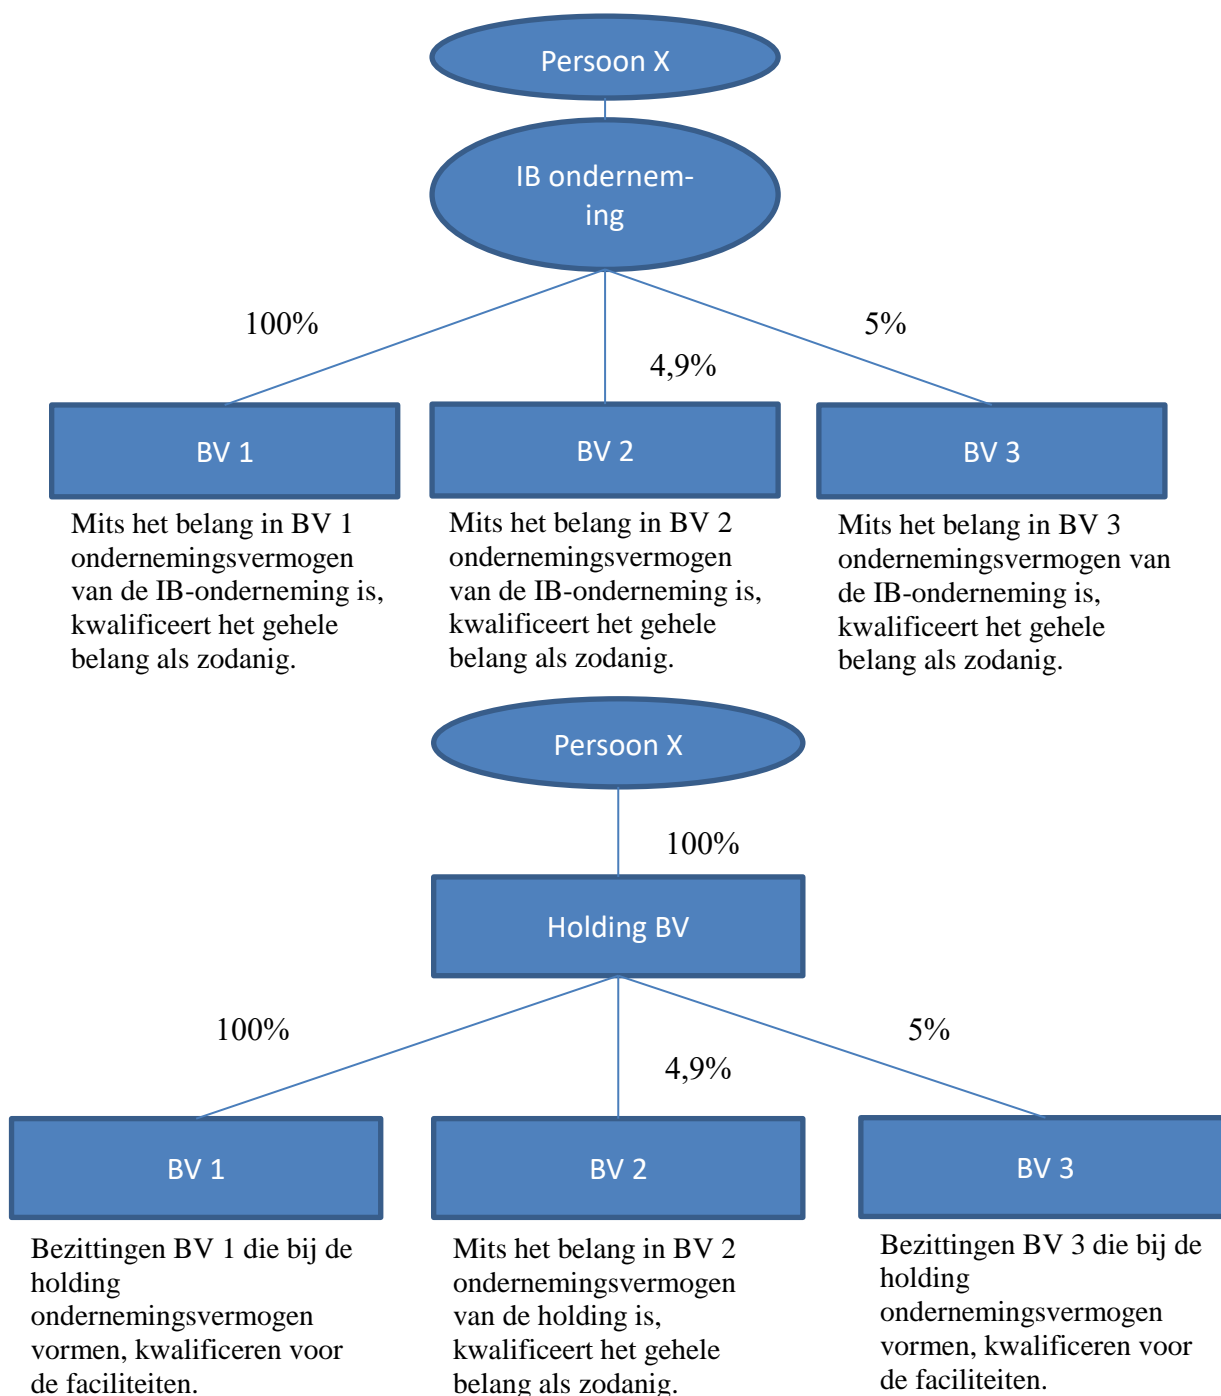 Persoon X
IB ondernem-
ing
100%
4,9%
5%
BV 1
BV 2
BV 3
Mits het belang in BV 1
ondernemingsvermogen
van de IB-onderneming is,
kwalificeert het gehele
belang als zodanig.
Mits het belang in BV 2
ondernemingsvermogen
van de IB-onderneming is,
kwalificeert het gehele
belang als zodanig.
Mits het belang in BV 3
ondernemingsvermogen van
de IB-onderneming is,
kwalificeert het gehele
belang als zodanig.
Persoon X
100%
Holding BV
100%
4,9%
5%
BV 1
BV 2
BV 3
Bezittingen BV 1 die bij de
holding
ondernemingsvermogen
vormen, kwalificeren voor
de faciliteiten.
Mits het belang in BV 2
ondernemingsvermogen
van de holding is,
kwalificeert het gehele
belang als zodanig.
Bezittingen BV 3 die bij de
holding
ondernemingsvermogen
vormen, kwalificeren voor
de faciliteiten.